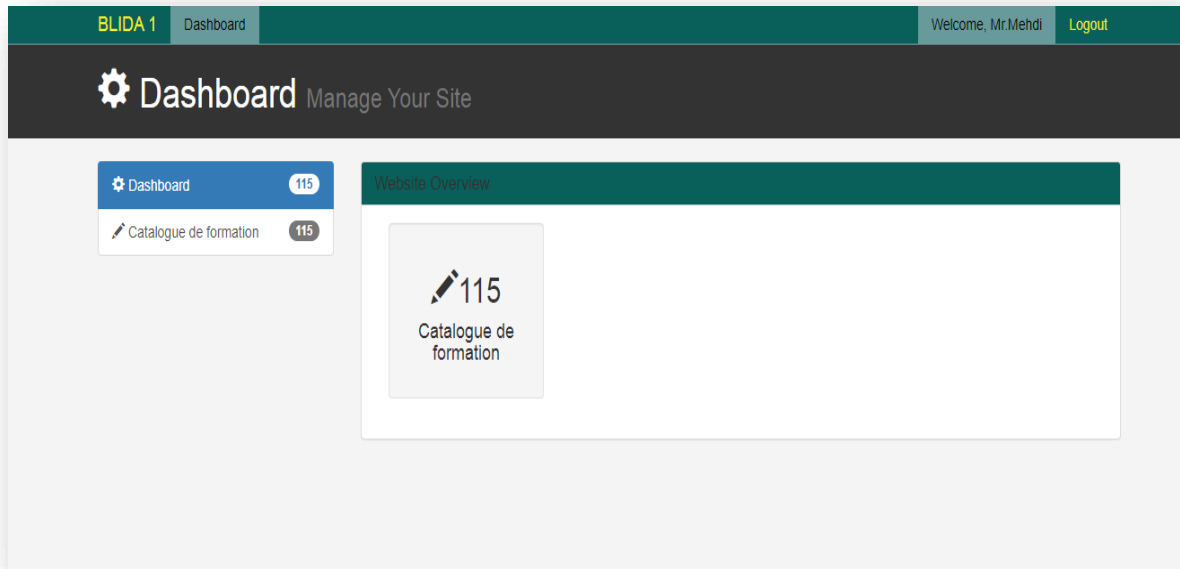 BLIDA 1 Dashboard Welcome, Mr.Mehdi Logout
Dashboard Manage Your Site
Dashboard 115
Catalogue de formation 115
Website Overview
115
Catalogue de
formation